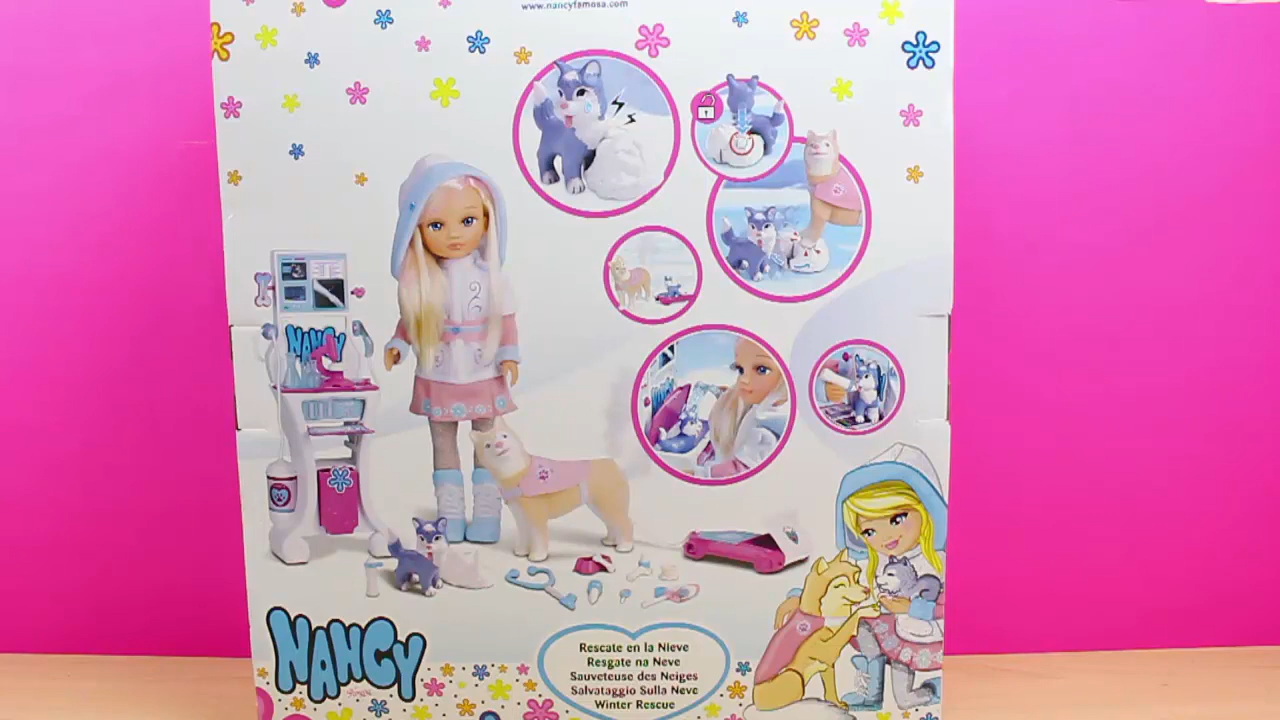 www.nancyfamosa.com
NANCY
NANCY
Famosa
Rescate en la Nieve
Resgate na Neve
Sauveteuse des Neiges
Salvataggio Sulla Neve
Winter Rescue